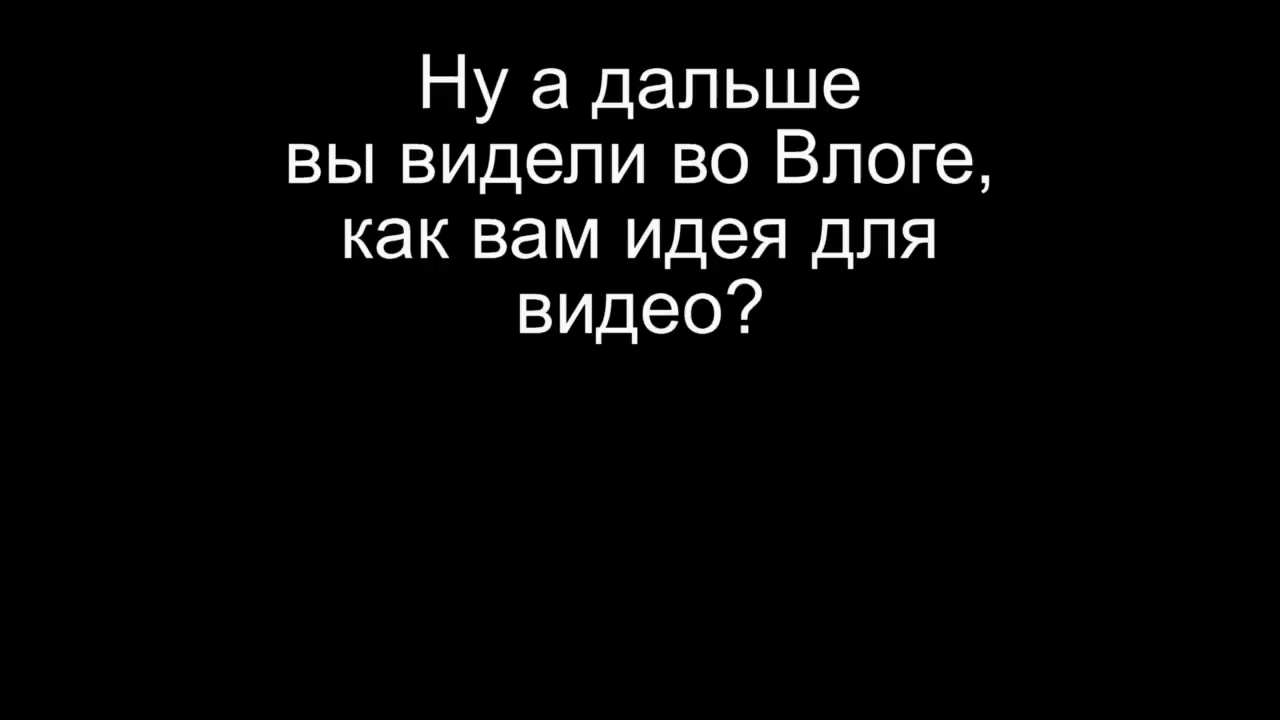 Ну а дальше
вы видели во Влоге,
как вам идея для
видео?